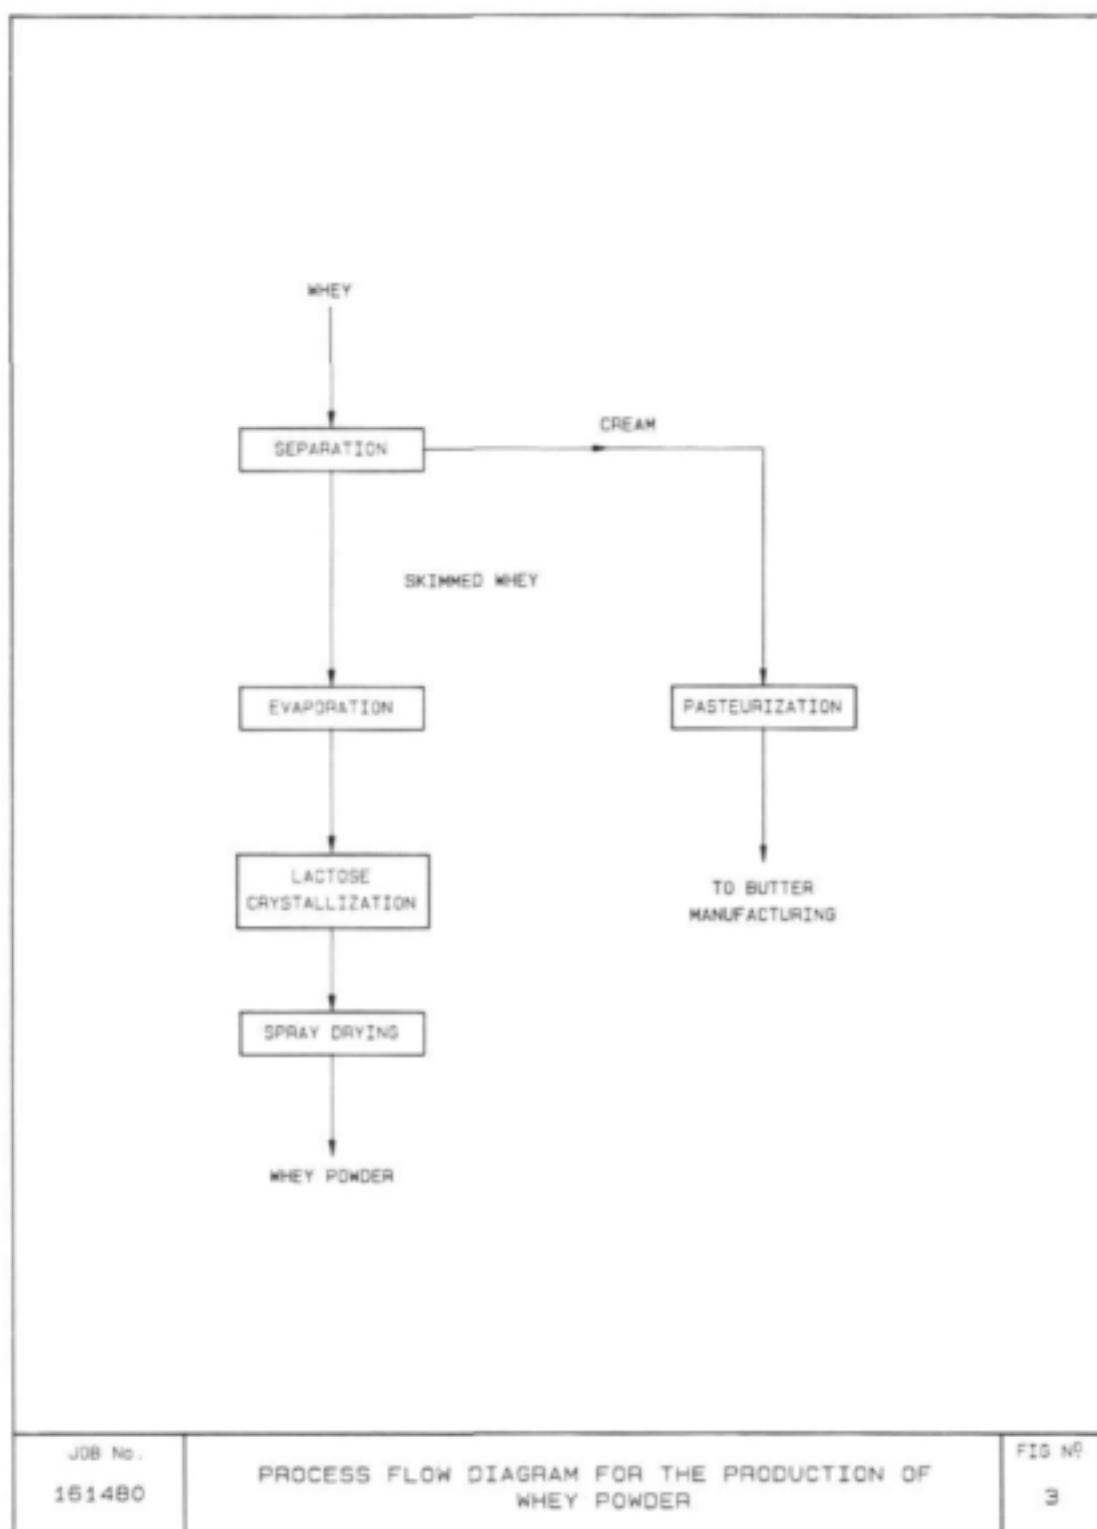 WHEY
CREAM
SEPARATION
SKIMMED WHEY
EVAPORATION
PASTEURIZATION
LACTOSE
CRYSTALLIZATION
TO BUTTER
MANUFACTURING
SPRAY DRYING
WHEY POWDER
JOB No.
161480
PROCESS FLOW DIAGRAM FOR THE PRODUCTION OF
WHEY POWDER
FIG Nº
3